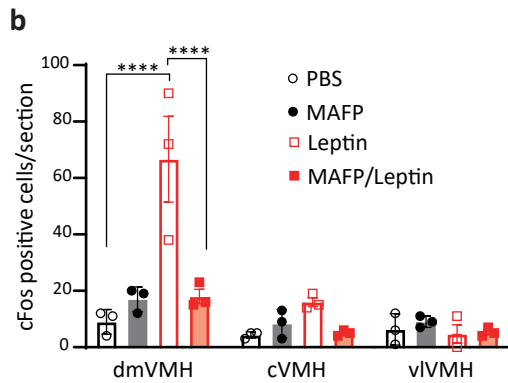 b
**** ****
100
80
60
40
20
0
cFos positive cells/section
PBS
MAFP
Leptin
MAFP/Leptin
dmVMH cVMH vlVMH